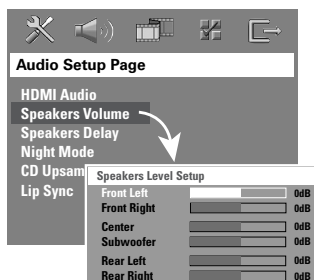 Audio Setup Page
HDMI Audio
Speakers Volume
Speakers Delay
Night Mode
CD Upsam
Lip Sync
Speakers Level Setup
Front Left 0dB
Front Right 0dB
Center 0dB
Subwoofer 0dB
Rear Left 0dB
Rear Right 0dB